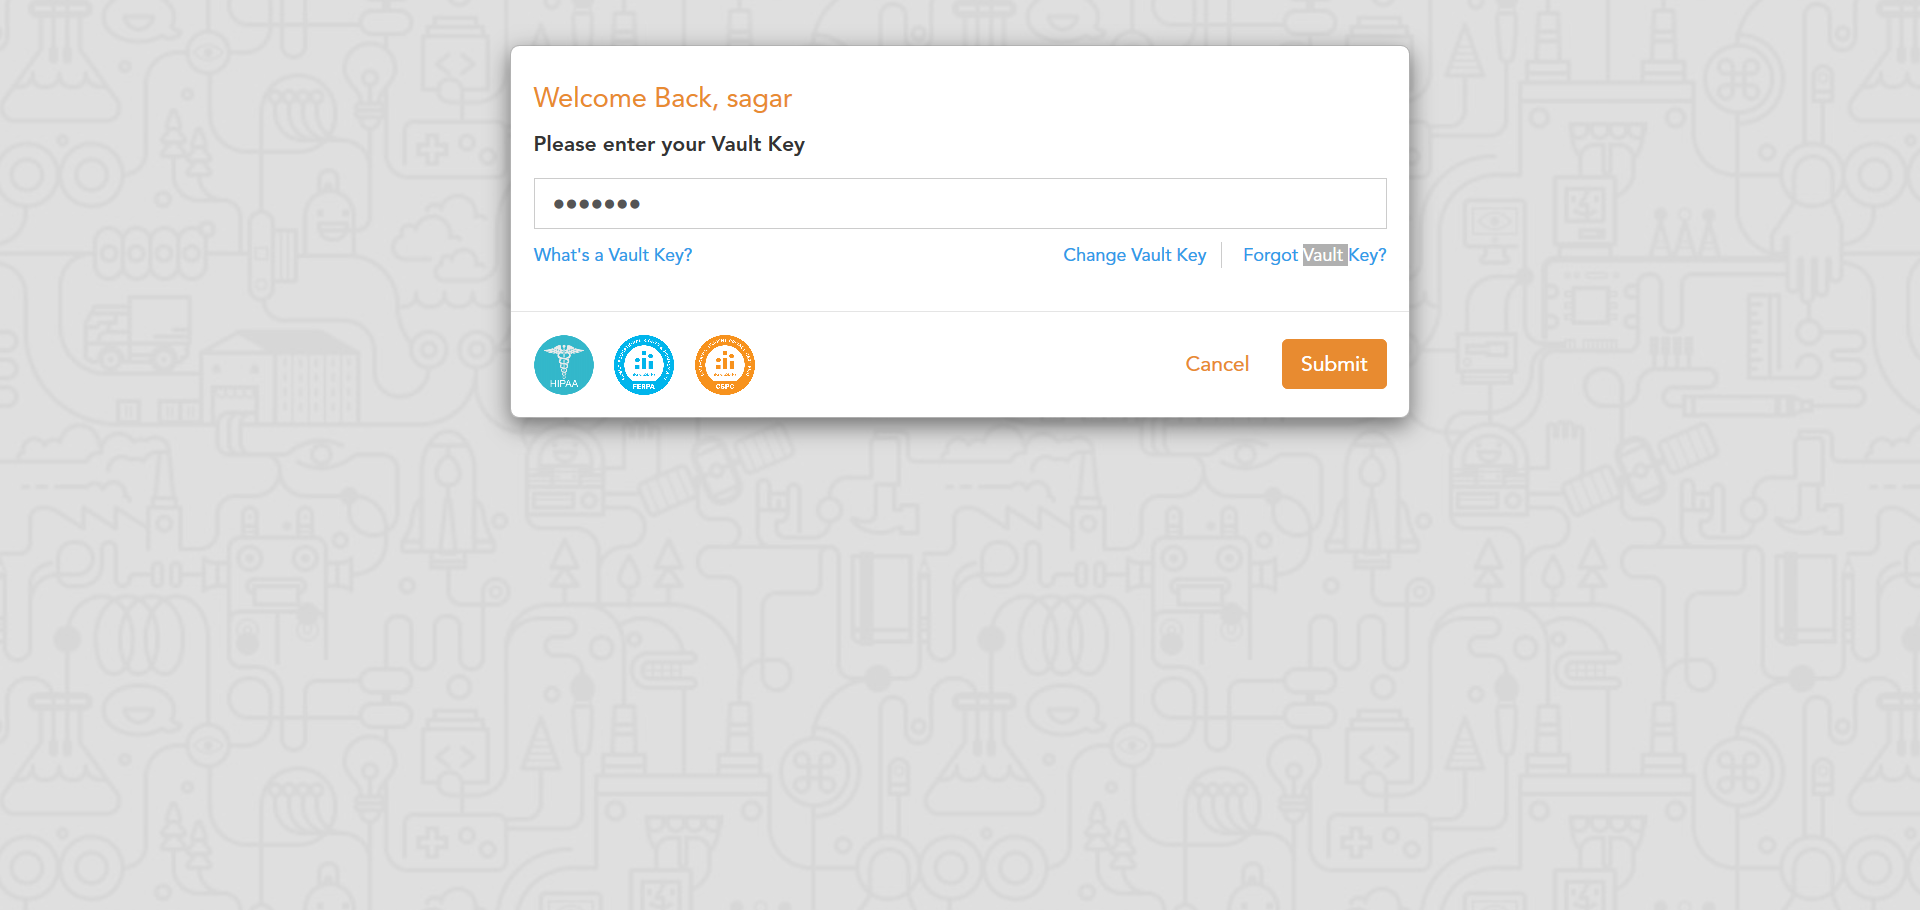 Welcome Back, sagar
Please enter your Vault Key
•••••••
What's a Vault Key?
Change Vault Key
Forgot Vault Key?
HIPAA
FERPA
CSPC
Cancel
Submit